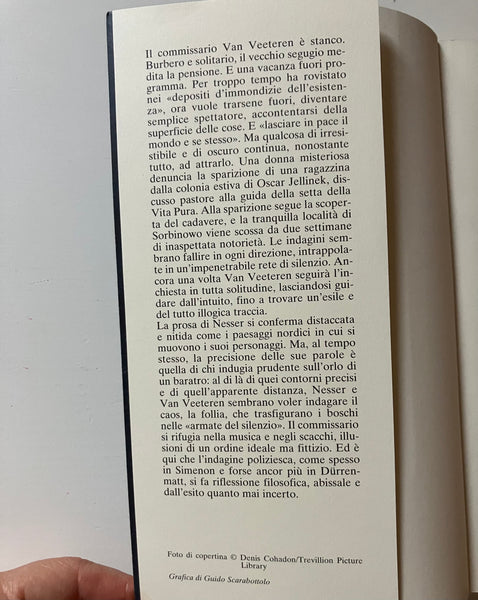 Il commissario Van Veeteren è stanco.
Burbero e solitario, il vecchio segugio me-
dita la pensione. E una vacanza fuori pro-
gramma. Per troppo tempo ha rovistato
nei «depositi d'immondizie dell'esisten-
za», ora vuole trarsene fuori, diventare
semplice spettatore, accontentarsi della
superficie delle cose. E «lasciare in pace il
mondo e se stesso». Ma qualcosa di irresi-
stibile e di oscuro continua, nonostante
tutto, ad attrarlo. Una donna misteriosa
denuncia la sparizione di una ragazzina
dalla colonia estiva di Oscar Jellinek, dis-
cusso pastore alla guida della setta della
Vita Pura. Alla sparizione segue la scoper-
ta del cadavere, e la tranquilla località di
Sorbinowo viene scossa da due settimane
di inaspettata notorietà. Le indagini sem-
brano fallire in ogni direzione, intrappola-
te in un'impenetrabile rete di silenzio. An-
cora una volta Van Veeteren seguirà l'in-
chiesta in tutta solitudine, lasciandosi gui-
dare dall'intuito, fino a trovare un'esile e
del tutto illogica traccia.
La prosa di Nesser si conferma distaccata
e nitida come i paesaggi nordici in cui si
muovono i suoi personaggi. Ma, al tempo
stesso, la precisione delle sue parole è
quella di chi indugia prudente sull'orlo di
un baratro: al di là di quei contorni precisi
e di quell'apparente distanza, Nesser e
Van Veeteren sembrano voler indagare il
caos, la follia, che trasfigurano i boschi
nelle «armate del silenzio». Il commissario
si rifugia nella musica e negli scacchi, illu-
sioni di un ordine ideale ma fittizio. Ed è
qui che l'indagine poliziesca, come spesso
in Simenon e forse ancor più in Dürren-
matt, si fa riflessione filosofica, abissale e
dall'esito quanto mai incerto.
Foto di copertina © Denis Cohadon/Trevillion Picture
Library
Grafica di Guido Scarabottolo